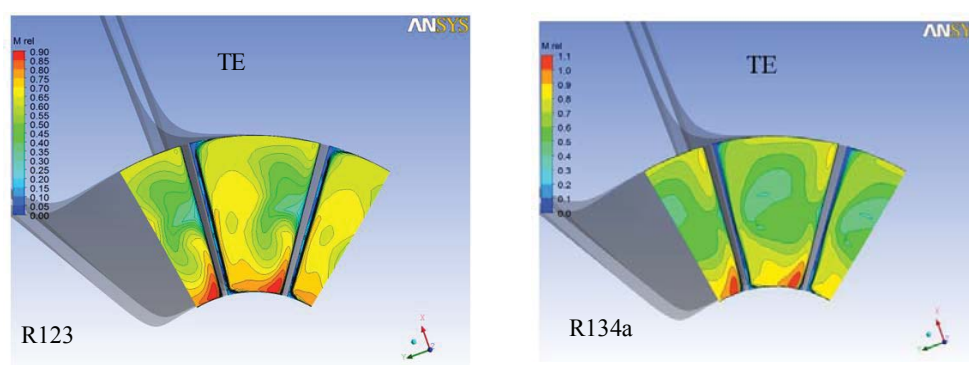 ANSYS
M rel
0.90
0.85
0.80
0.75
0.70
0.65
0.60
0.55
0.50
0.45
0.40
0.35
0.30
0.25
0.20
0.15
0.10
0.05
0.00
TE
R123
X
Y
Z
ANSYS
M rel
1.1
1.0
0.9
0.8
0.7
0.6
0.5
0.4
0.3
0.2
0.1
0.0
TE
R134a
X
Y
Z